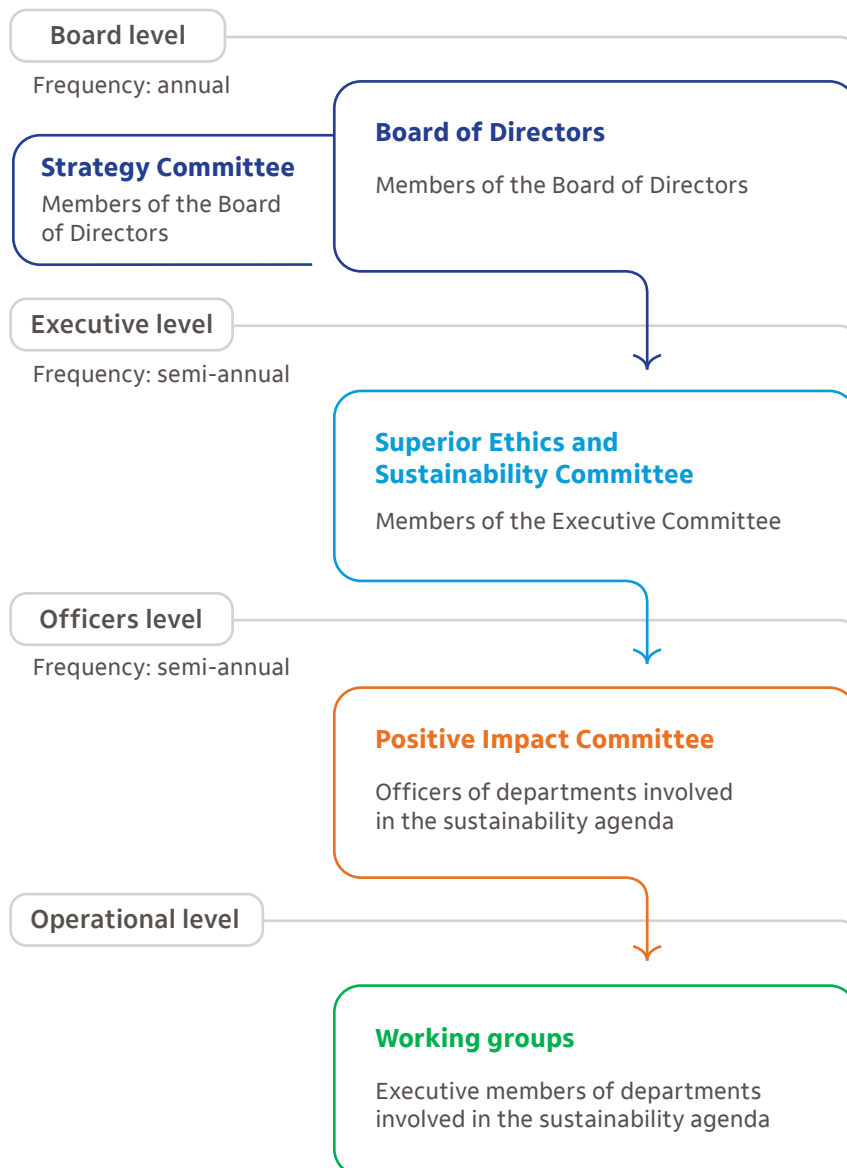 Board level
Frequency: annual
Strategy Committee
Members of the Board
of Directors
Board of Directors
Members of the Board of Directors
Executive level
Frequency: semi-annual
Superior Ethics and
Sustainability Committee
Members of the Executive Committee
Officers level
Frequency: semi-annual
Positive Impact Committee
Officers of departments involved
in the sustainability agenda
Operational level
Working groups
Executive members of departments
involved in the sustainability agenda